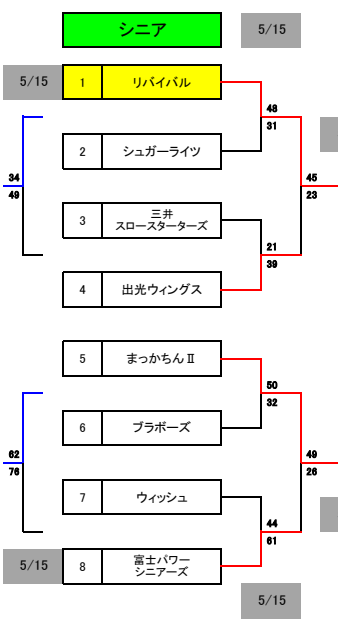 シニア
5/15
5/15
1
リバイバル
48
31
2
シュガーライツ
34
49
45
23
3
三井
スロースターターズ
21
39
4
出光ウィングス
5
まっかちんⅡ
50
32
6
ブラボーズ
62
76
49
26
7
ウィッシュ
44
61
5/15
8
富士パワー
シニアーズ
5/15